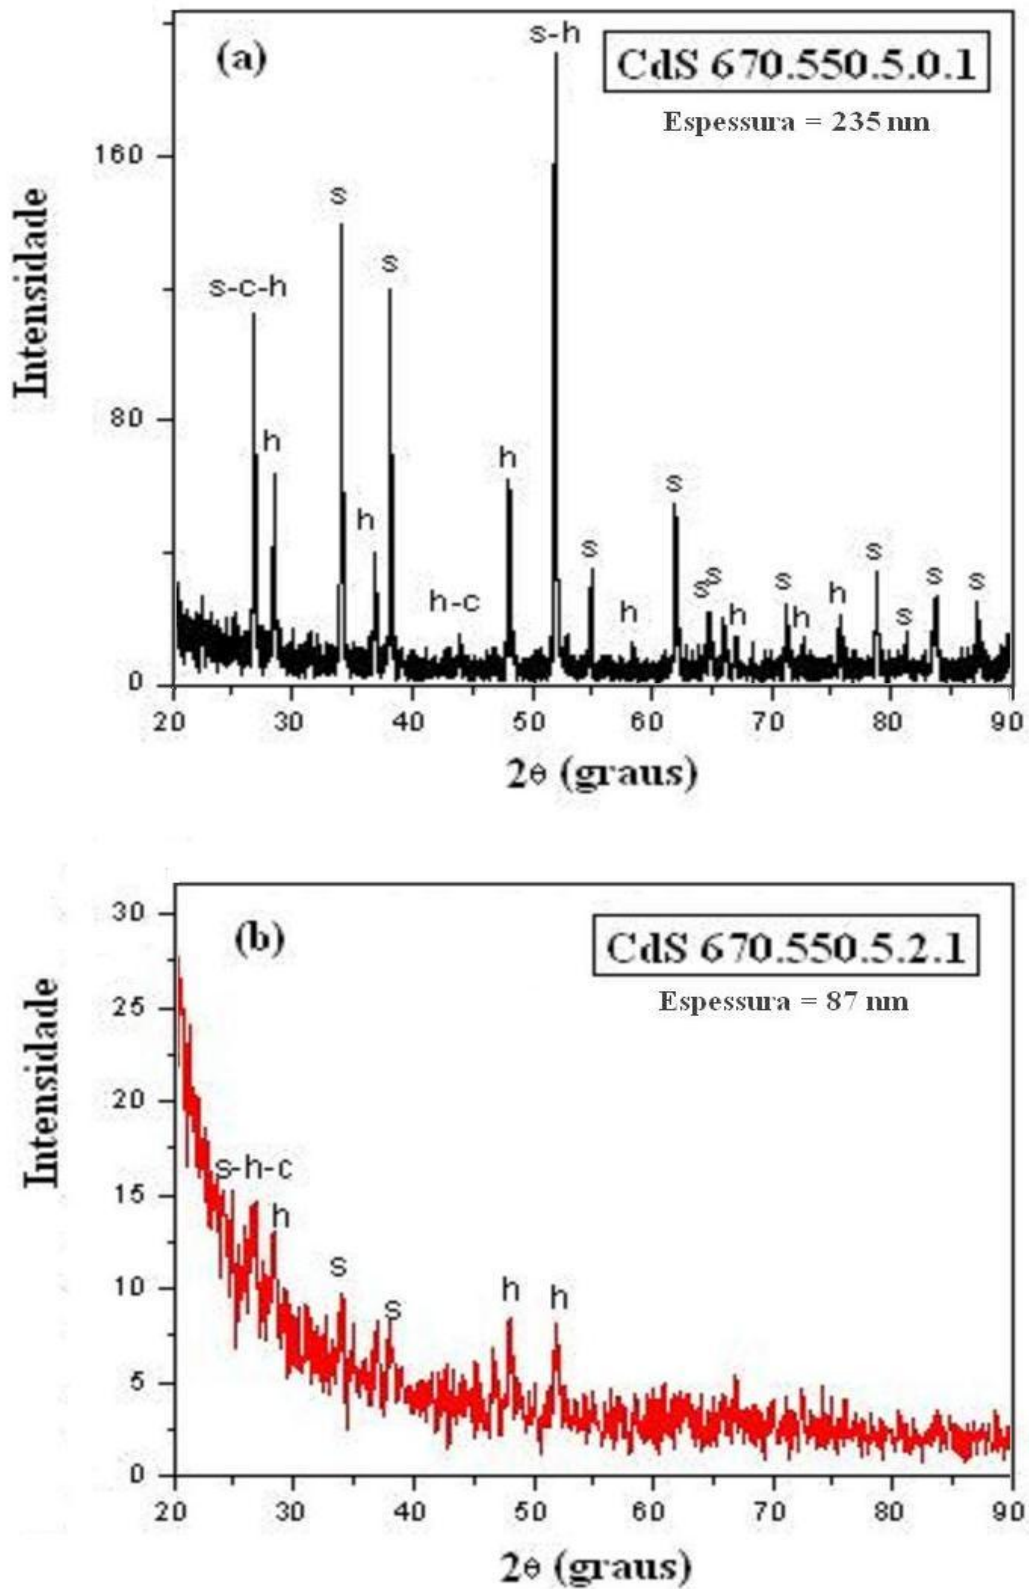 (a)
s-h
CdS 670.550.5.0.1
Espessura = 235 nm
160
s
s
s-c-h
Intensidade
80
h
h
h
s
h-c
s
s
s
h
s
h
s
h
h
s
s
s
s
0
20 30 40 50 60 70 80 90
2θ (graus)
30
(b)
CdS 670.550.5.2.1
Espessura = 87 nm
25
Intensidade
20
s-h-c
15
h
s
10
s
h
h
5
0
20 30 40 50 60 70 80 90
2θ (graus)